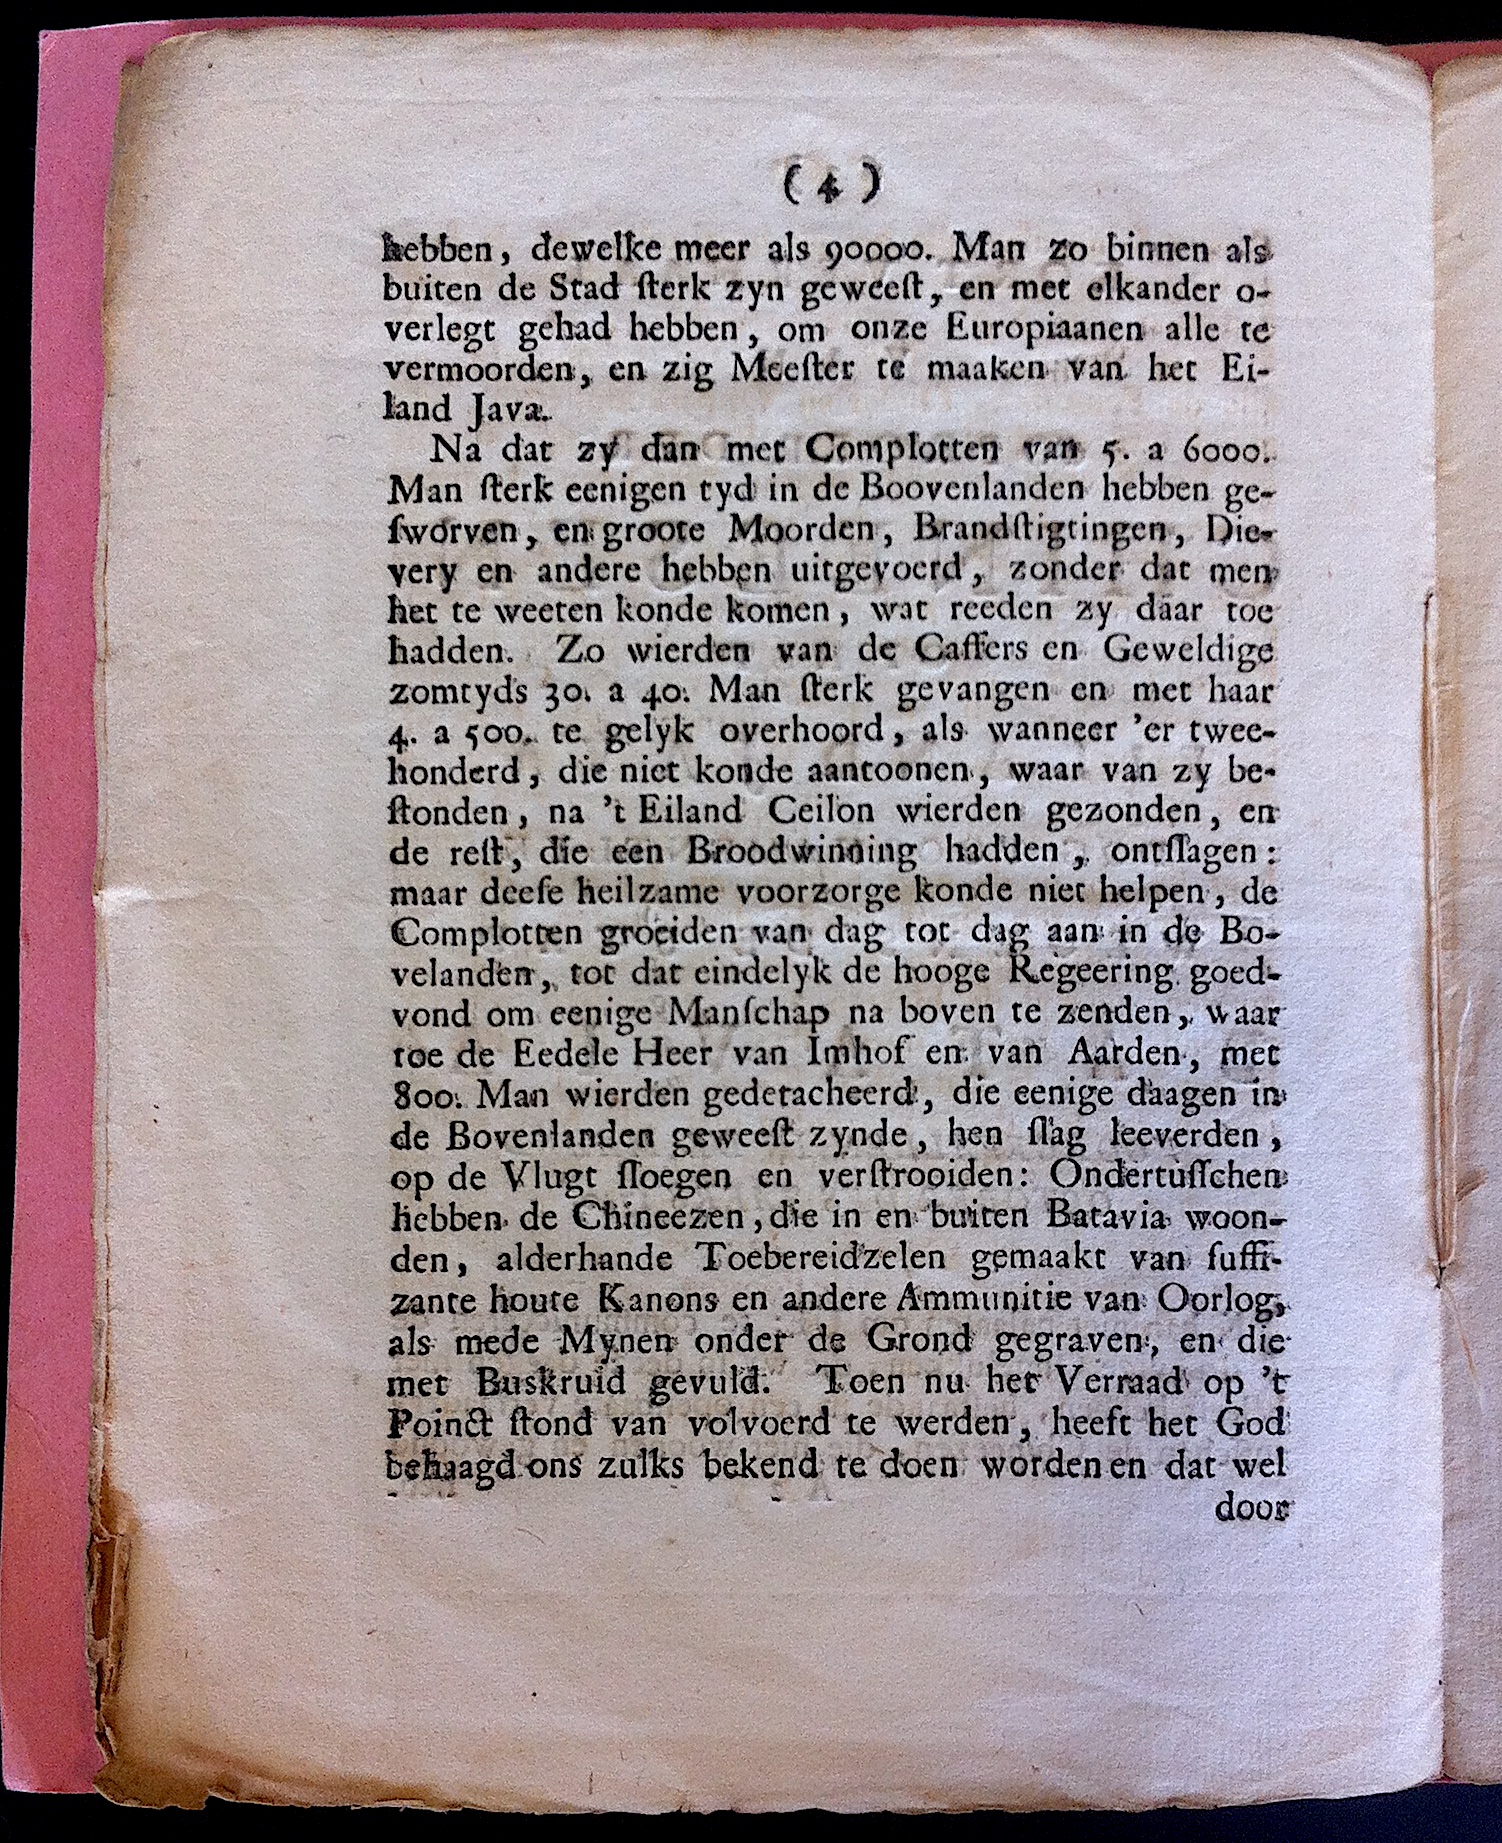 ( 4 )
hebben, dewelke meer als 90000. Man zo binnen als
buiten de Stad ſterk zyn geweeſt, en met elkander o-
verlegt gehad hebben, om onze Europiaanen alle te
vermoorden, en zig Meeſter te maaken van het Ei-
land Java.
Na dat zy dan met Complotten van 5. a 6000.
Man ſterk eenigen tyd in de Boovenlanden hebben ge-
ſworven, en groote Moorden, Brandſtigtingen, Die-
very en andere hebben uitgevoerd, zonder dat men
het te weeten konde komen, wat reeden zy daar toe
hadden. Zo wierden van de Caffers en Geweldige
zomtyds 30. a 40. Man ſterk gevangen en met haar
4. a 500. te gelyk overhoord, als wanneer 'er twee-
honderd, die niet konde aantoonen, waar van zy be-
ſtonden, na 't Eiland Ceilon wierden gezonden, en
de reſt, die een Broodwinning hadden, ontſlagen:
maar deeſe heilzame voorzorge konde niet helpen, de
Complotten groeiden van dag tot dag aan in de Bo-
velanden, tot dat eindelyk de hooge Regeering goed-
vond om eenige Manſchap na boven te zenden, waar
toe de Eedele Heer van Imhof en van Aarden, met
800. Man wierden gedetacheerd, die eenige daagen in
de Bovenlanden geweeſt zynde, hen ſlag leeverden,
op de Vlugt ſloegen en verſtrooiden: Ondertuſſchen
hebben de Chineezen, die in en buiten Batavia woon-
den, alderhande Toebereidzelen gemaakt van ſuffi-
zante houte Kanons en andere Ammunitie van Oorlog,
als mede Mynen onder de Grond gegraven, en die
met Buskruid gevuld. Toen nu het Verraad op 't
Poinct ſtond van volvoerd te werden, heeft het God
behaagd ons zulks bekend te doen worden en dat wel
door